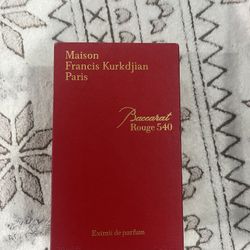 Maison
Francis Kurkdjian
Paris
Baccarat
Rouge 540
Extrait de parfum